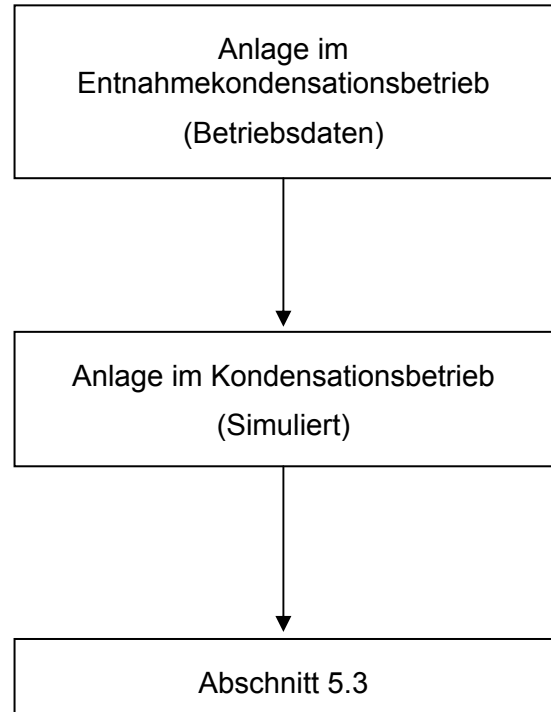 Anlage im
Entnahmekondensationsbetrieb
(Betriebsdaten)
Anlage im Kondensationsbetrieb
(Simuliert)
Abschnitt 5.3